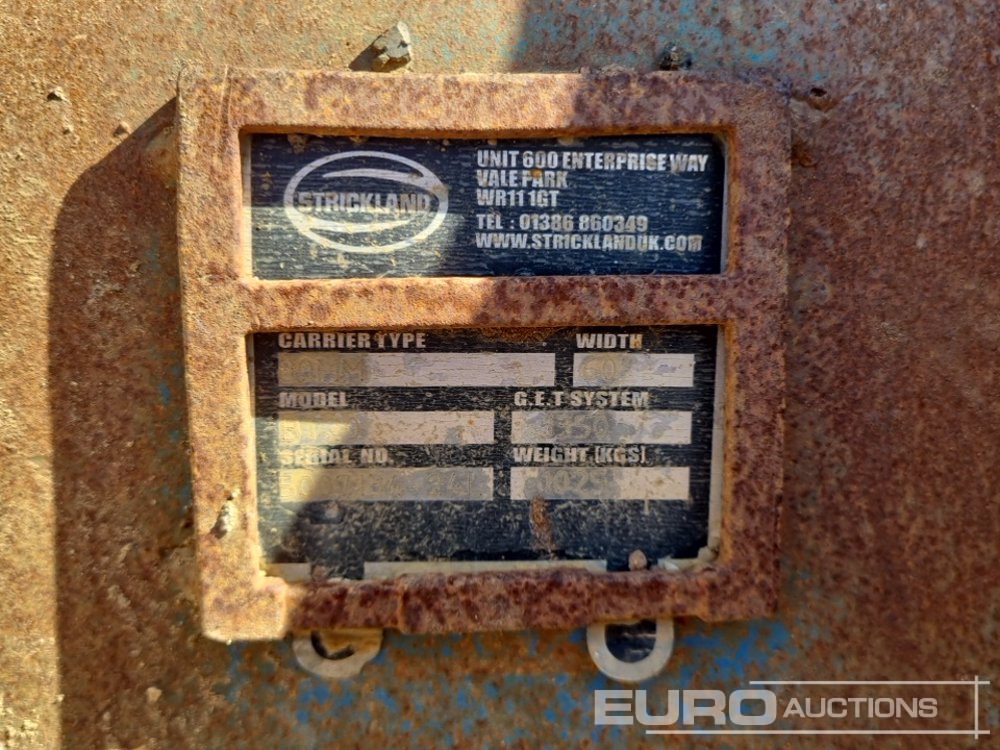 STRICKLAND
UNIT 600 ENTERPRISE WAY
VALE PARK
WR11 1GT
TEL : 01386 860349
WWW.STRICKLANDUK.COM
CARRIER TYPE
WIDTH
MODEL
G.E.T SYSTEM
SERIAL NO.
WEIGHT [KGS]
EURO AUCTIONS